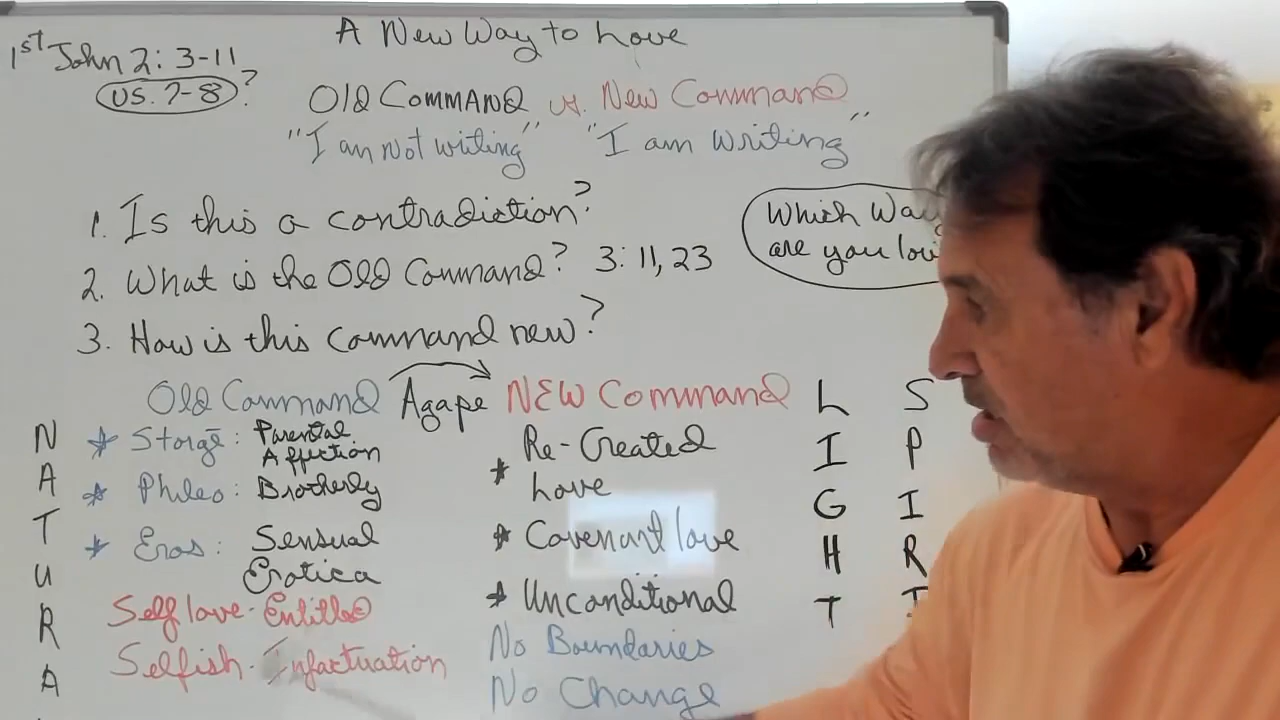 A New Way to Love
1st John 2: 3-11
vs. 7-8 ?
Old Command vs. New Command
"I am Not writing" "I am writing"
1. Is this a contradiction?
2. What is the Old Command? 3: 11, 23
3. How is this command new?
Which Way
are you
Old Command Agape NEW Command
* Storgē: Parental
Affection
* Phileo: Brotherly
* Eros: Sensual
Erotica
Self love - Entitled
Selfish - Infactuation
* Re-Created
Love
* Covenant love
* Unconditional
No Boundaries
No Change
N
A
T
U
R
A
L
I
G
H
T
S
P
I
R
I